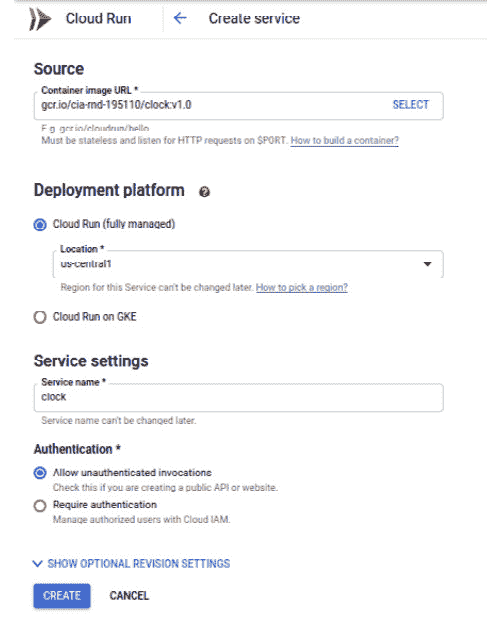 Cloud Run
Create service
Source
Container image URL *
gcr.io/cia-rnd-195110/clock:v1.0
SELECT
E.g. gcr.io/cloudrun/hello
Must be stateless and listen for HTTP requests on $PORT. How to build a container?
Deployment platform
Cloud Run (fully managed)
Location *
us-central1
Region for this Service can't be changed later. How to pick a region?
Cloud Run on GKE
Service settings
Service name *
clock
Service name can't be changed later.
Authentication *
Allow unauthenticated invocations
Check this if you are creating a public API or website.
Require authentication
Manage authorized users with Cloud IAM.
SHOW OPTIONAL REVISION SETTINGS
CREATE
CANCEL